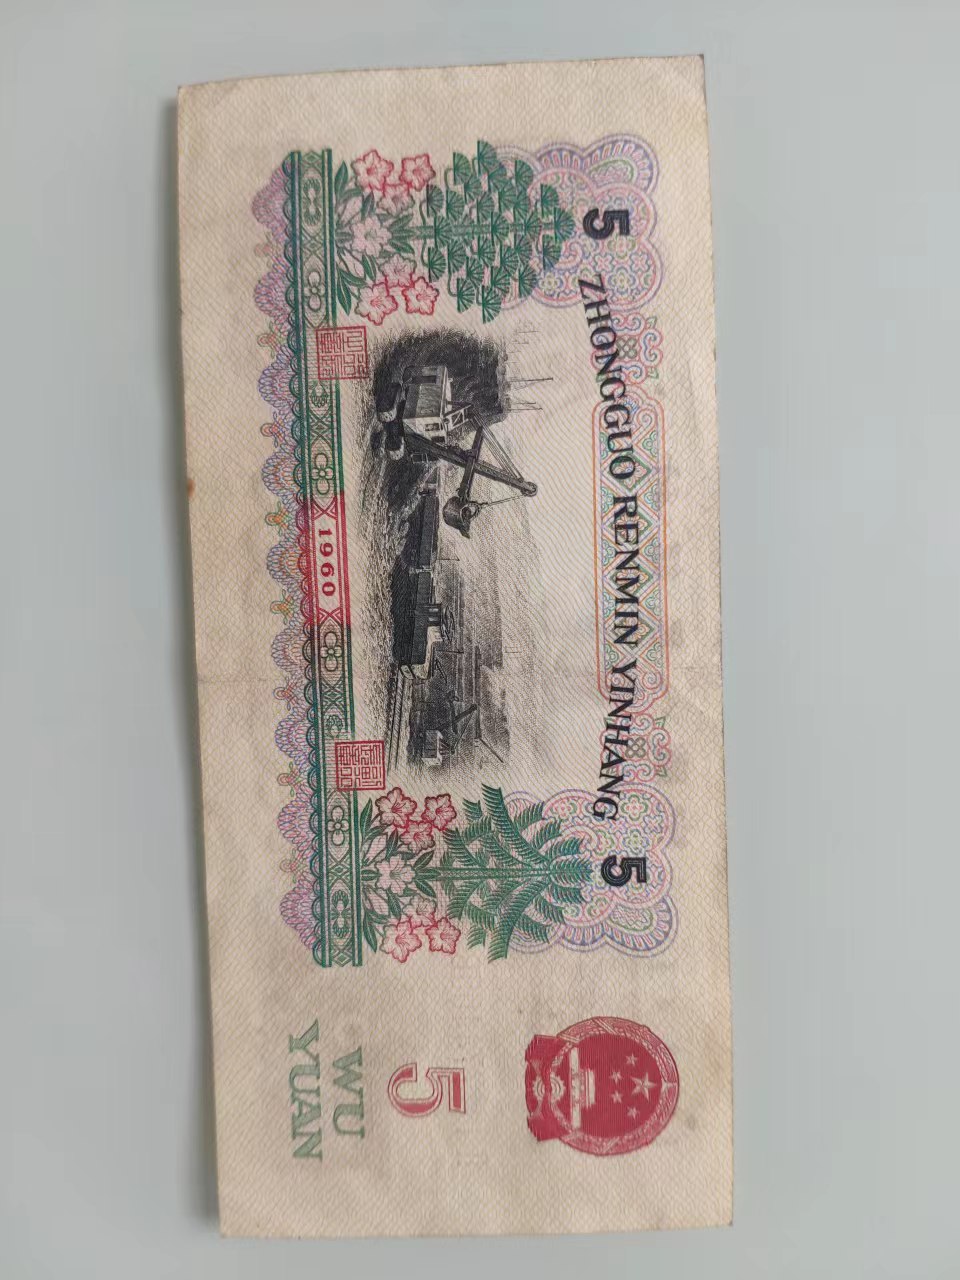 5 ZHONGGUO RENMIN YINHANG 5
1960
5
WU
YUAN